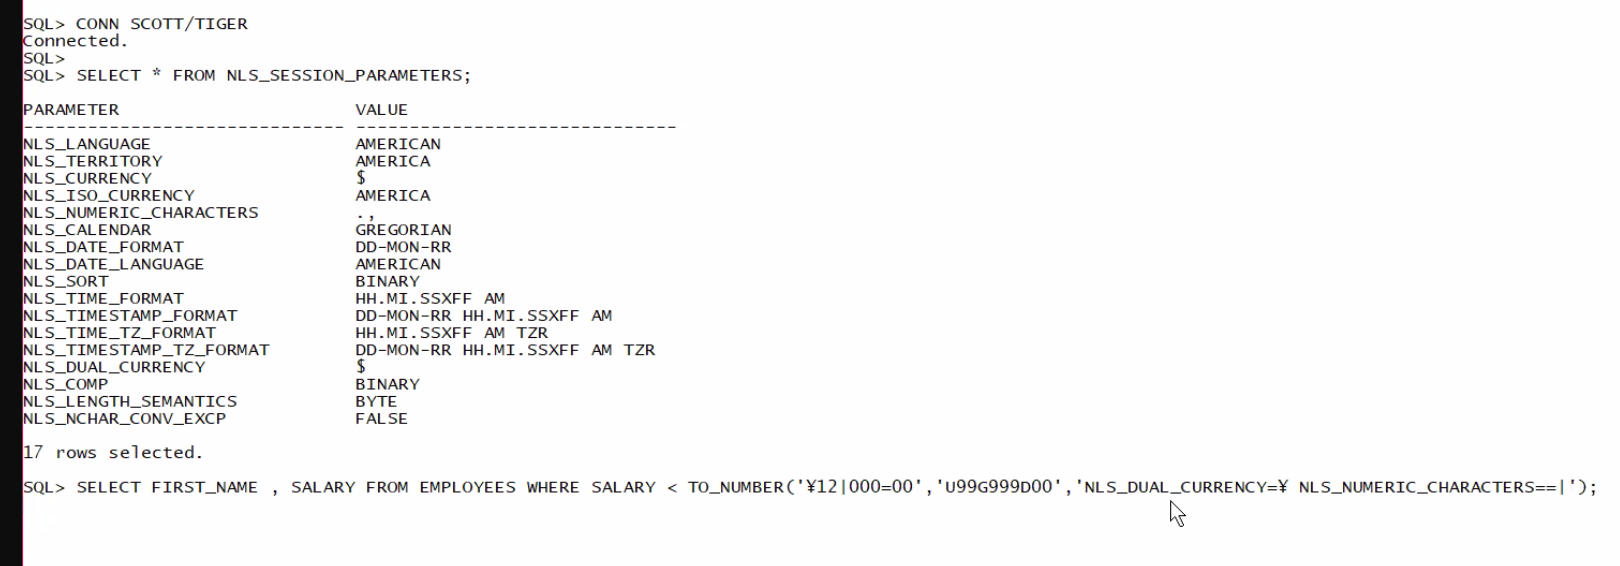 SQL> CONN SCOTT/TIGER
Connected.
SQL>
SQL> SELECT * FROM NLS_SESSION_PARAMETERS;
PARAMETER                      VALUE
------------------------------ ------------------------------
NLS_LANGUAGE                   AMERICAN
NLS_TERRITORY                  AMERICA
NLS_CURRENCY                   $
NLS_ISO_CURRENCY               AMERICA
NLS_NUMERIC_CHARACTERS         .,
NLS_CALENDAR                   GREGORIAN
NLS_DATE_FORMAT                DD-MON-RR
NLS_DATE_LANGUAGE              AMERICAN
NLS_SORT                       BINARY
NLS_TIME_FORMAT                HH.MI.SSXFF AM
NLS_TIMESTAMP_FORMAT           DD-MON-RR HH.MI.SSXFF AM
NLS_TIME_TZ_FORMAT             HH.MI.SSXFF AM TZR
NLS_TIMESTAMP_TZ_FORMAT        DD-MON-RR HH.MI.SSXFF AM TZR
NLS_DUAL_CURRENCY              $
NLS_COMP                       BINARY
NLS_LENGTH_SEMANTICS           BYTE
NLS_NCHAR_CONV_EXCP            FALSE
17 rows selected.
SQL> SELECT FIRST_NAME , SALARY FROM EMPLOYEES WHERE SALARY < TO_NUMBER('¥12|000=00','U99G999D00','NLS_DUAL_CURRENCY=¥ NLS_NUMERIC_CHARACTERS==|');